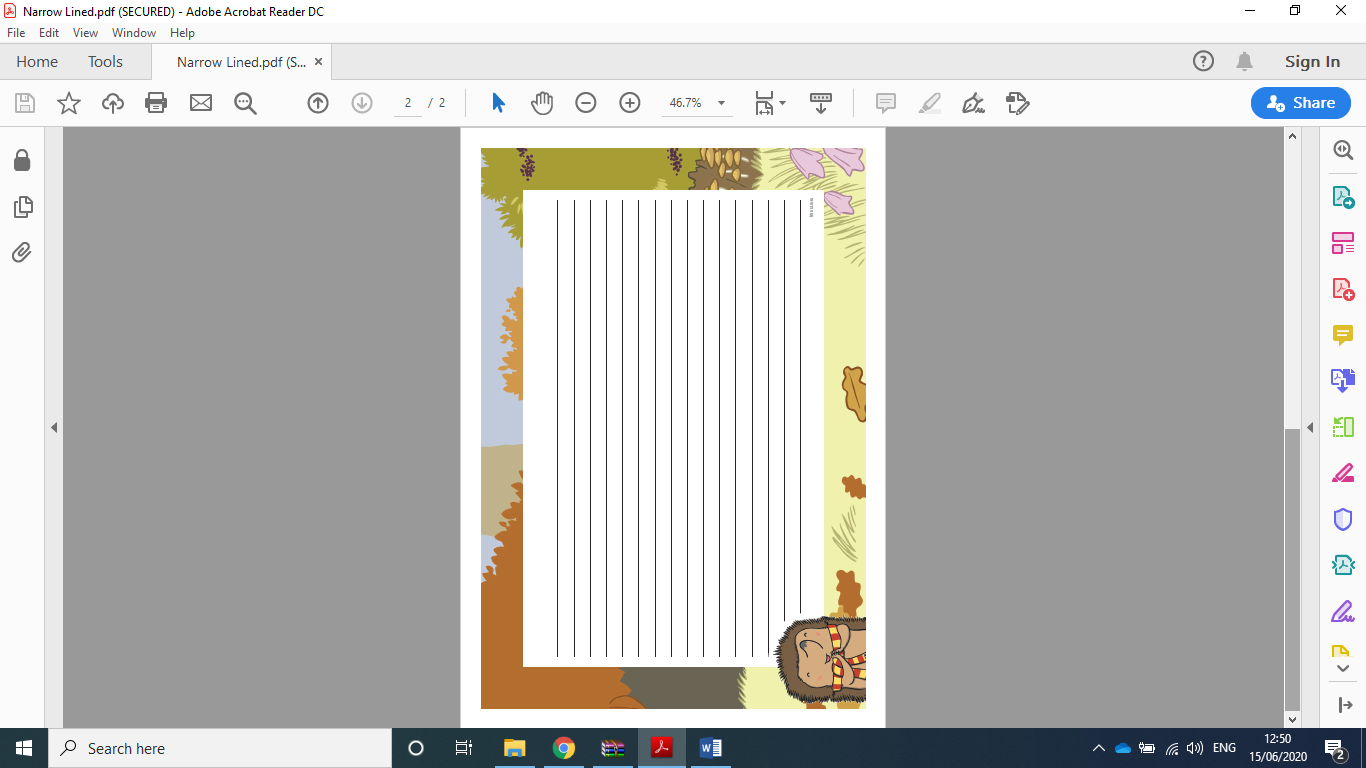 Narrow Lined.pdf (SECURED) - Adobe Acrobat Reader DC
File Edit View Window Help
Home Tools Narrow Lined.pdf (S... × Sign In
2 / 2 46.7% Share
Search here
ENG 12:50
15/06/2020
2